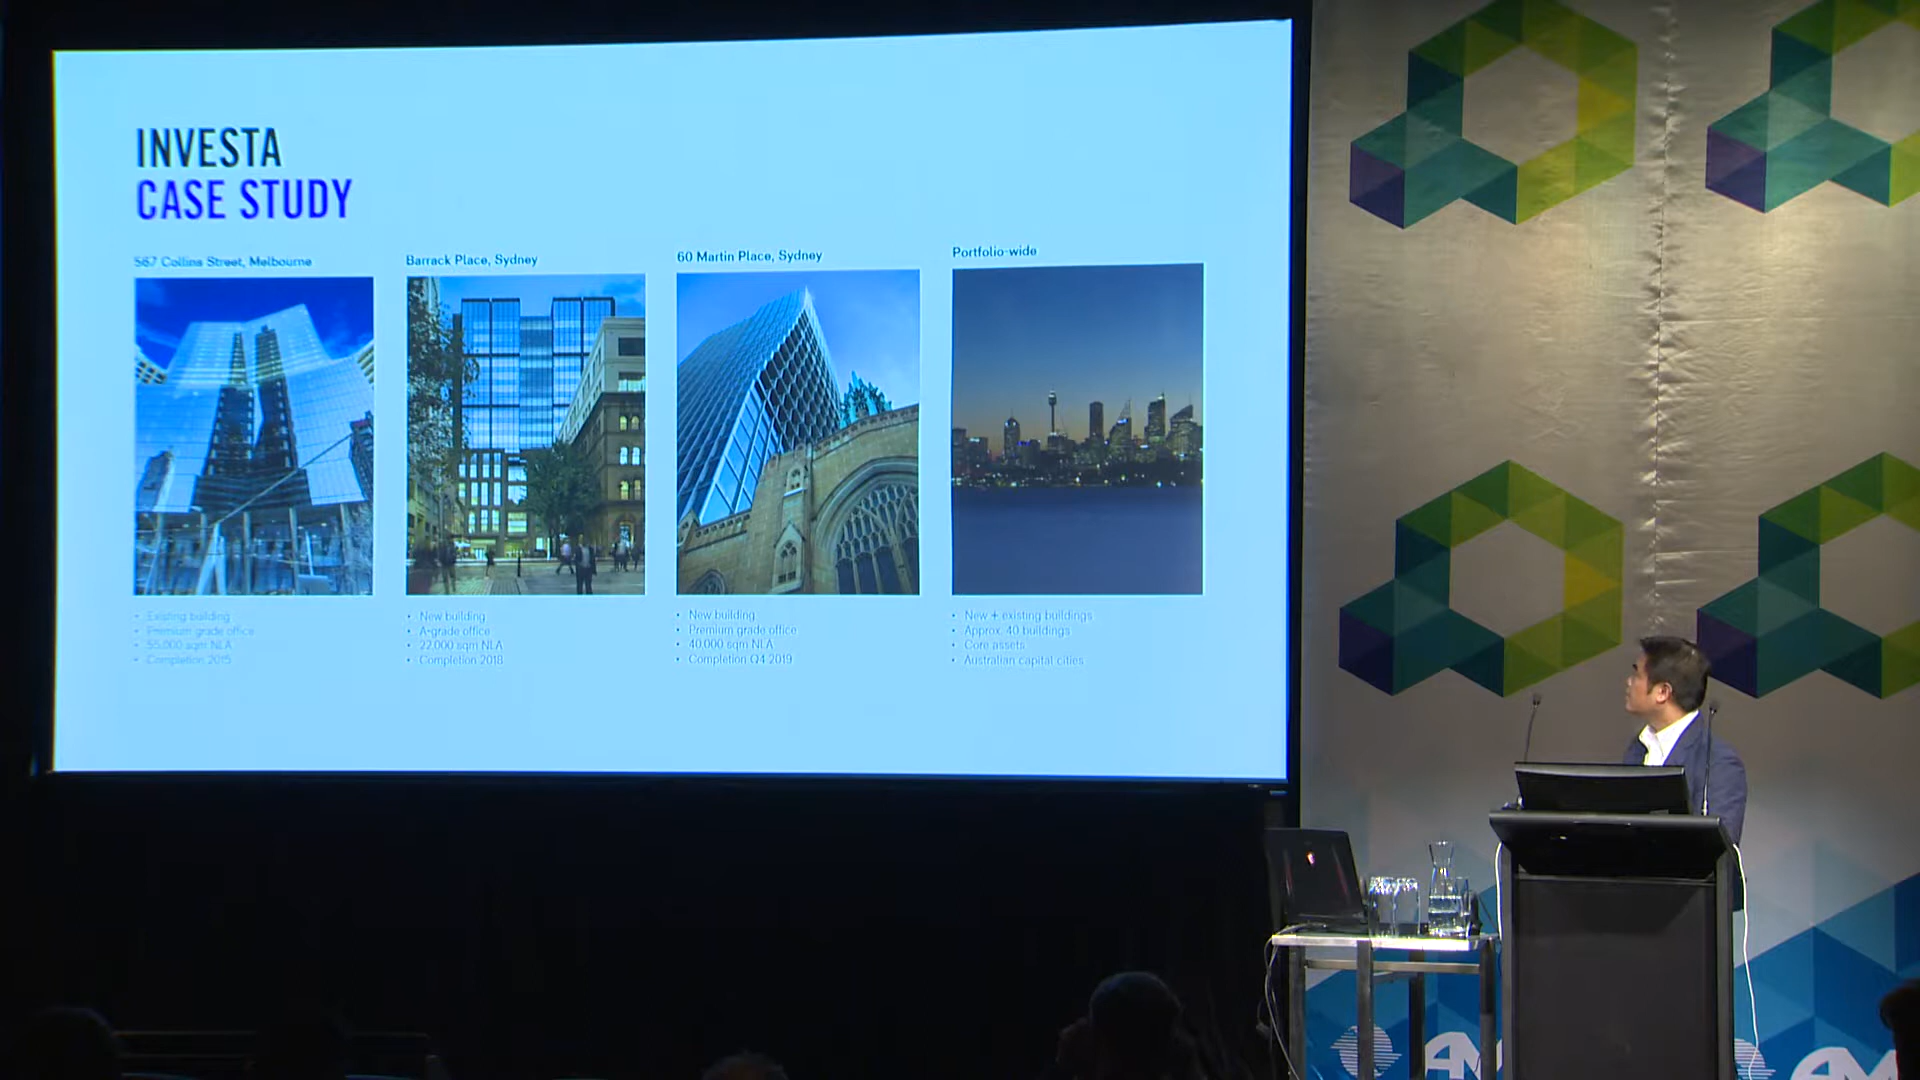 INVESTA
CASE STUDY
567 Collins Street, Melbourne
Existing building
Premium grade office
55,000 sqm NLA
Completion 2015
Barrack Place, Sydney
New building
A-grade office
22,000 sqm NLA
Completion 2018
60 Martin Place, Sydney
New building
Premium grade office
40,000 sqm NLA
Completion Q4 2019
Portfolio-wide
New + existing buildings
Approx. 40 buildings
Core assets
Australian capital cities